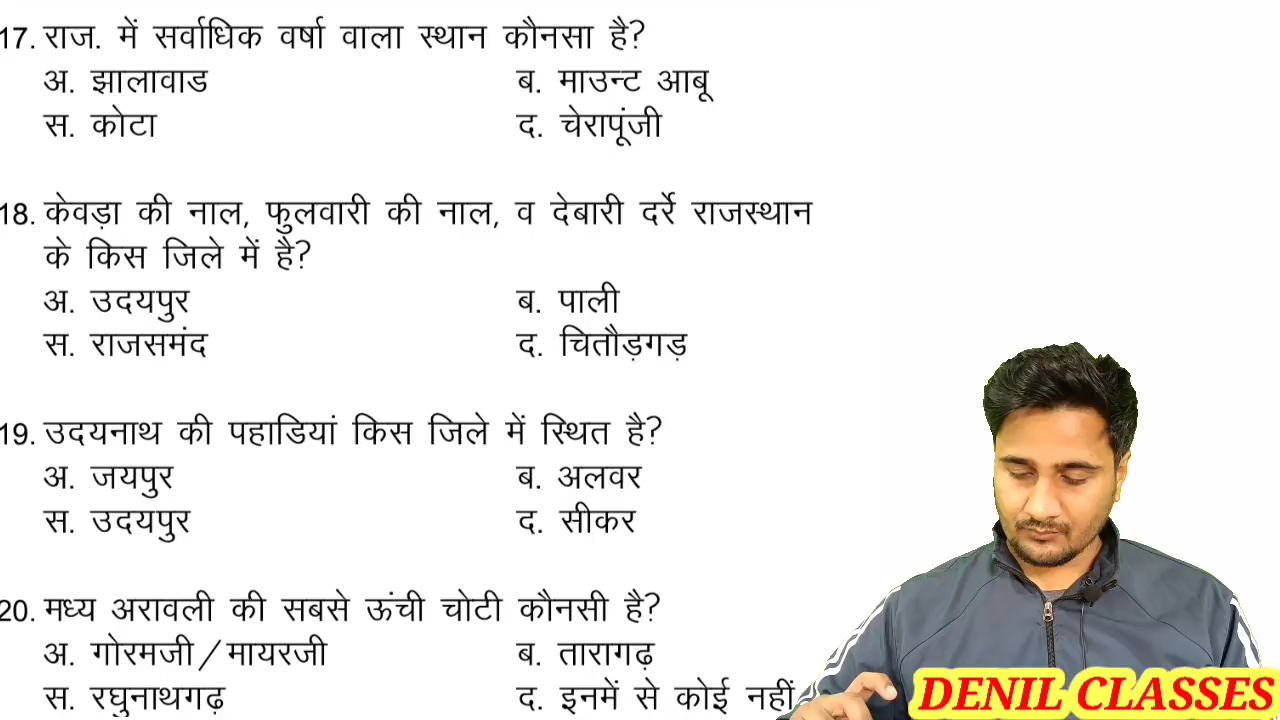 17. राज. में सर्वाधिक वर्षा वाला स्थान कौनसा है?
अ. झालावाड ब. माउन्ट आबू
स. कोटा द. चेरापूंजी
18. केवड़ा की नाल, फुलवारी की नाल, व देबारी दर्रे राजस्थान
के किस जिले में है?
अ. उदयपुर ब. पाली
स. राजसमंद द. चितौड़गड़
19. उदयनाथ की पहाडियां किस जिले में स्थित है?
अ. जयपुर ब. अलवर
स. उदयपुर द. सीकर
20. मध्य अरावली की सबसे ऊंची चोटी कौनसी है?
अ. गोरमजी/मायरजी ब. तारागढ़
स. रघुनाथगढ़ द. इनमें से कोई नहीं
DENIL CLASSES